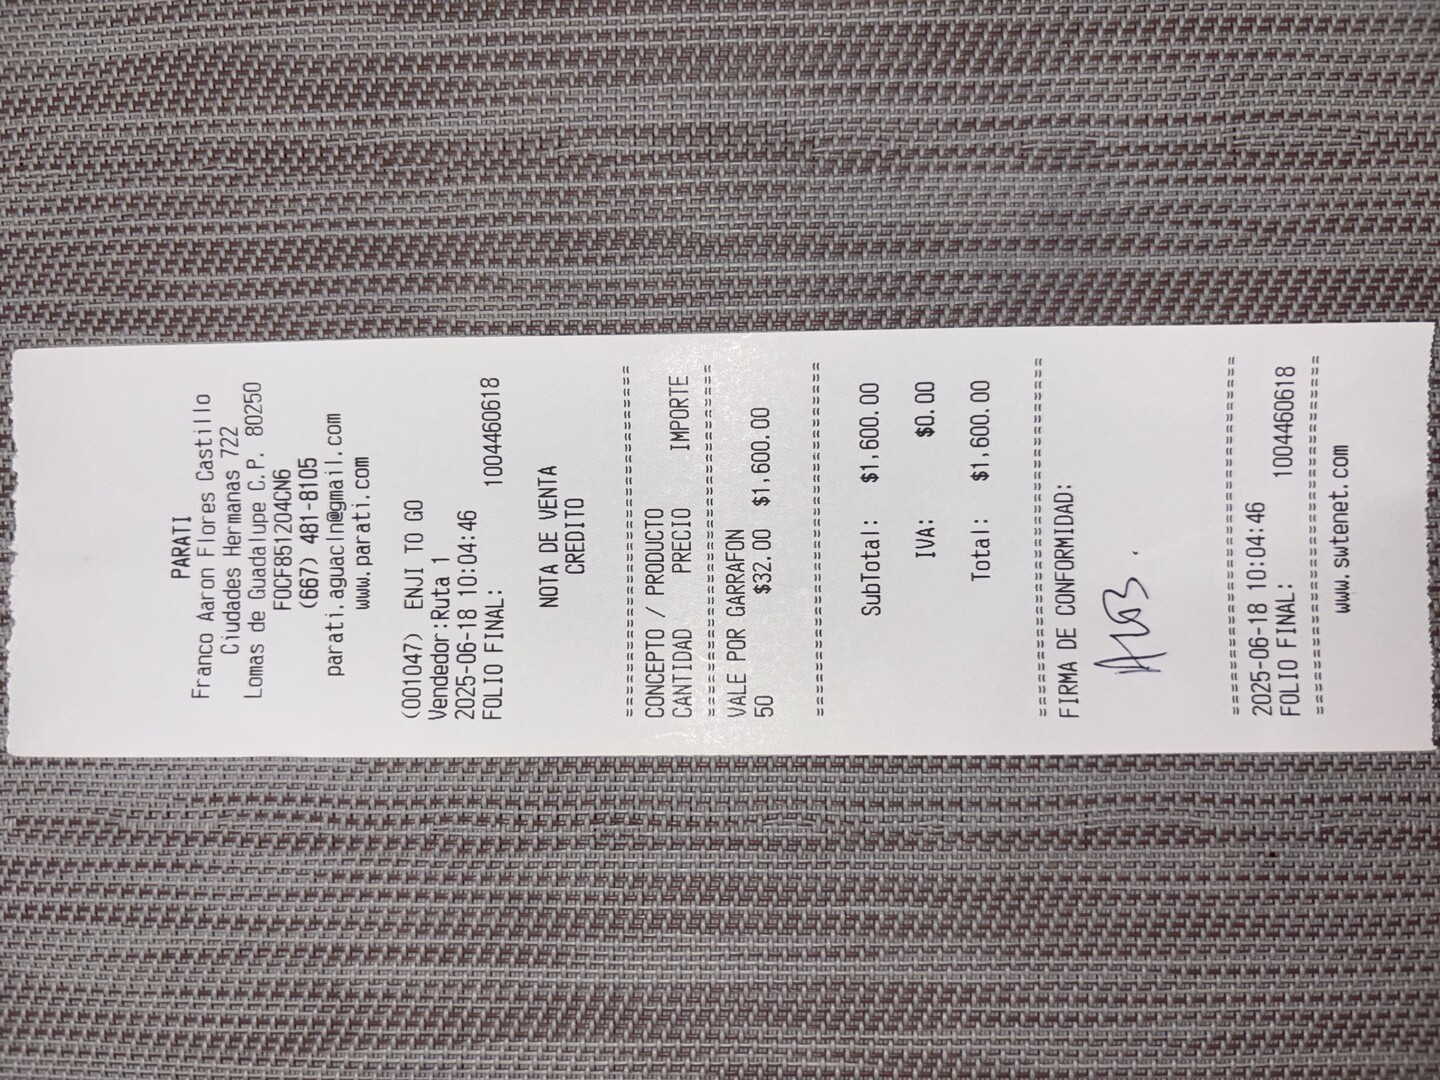 PARATI
Franco Aaron Flores Castillo
Ciudades Hermanas 722
Lomas de Guadalupe C.P. 80250
FOCF851204CN6
(667) 481-8105
parati.aguacln@gmail.com
www.parati.com
(001047) ENJI TO GO
Vendedor:Ruta 1
2025-06-18 10:04:46
FOLIO FINAL: 1004460618
NOTA DE VENTA
CREDITO
====================================
CONCEPTO / PRODUCTO
CANTIDAD PRECIO IMPORTE
====================================
VALE POR GARRAFON
50 $32.00 $1,600.00
====================================
SubTotal: $1,600.00
IVA: $0.00
Total: $1,600.00
====================================
FIRMA DE CONFORMIDAD:
====================================
2025-06-18 10:04:46
FOLIO FINAL: 1004460618
====================================
www.swtenet.com